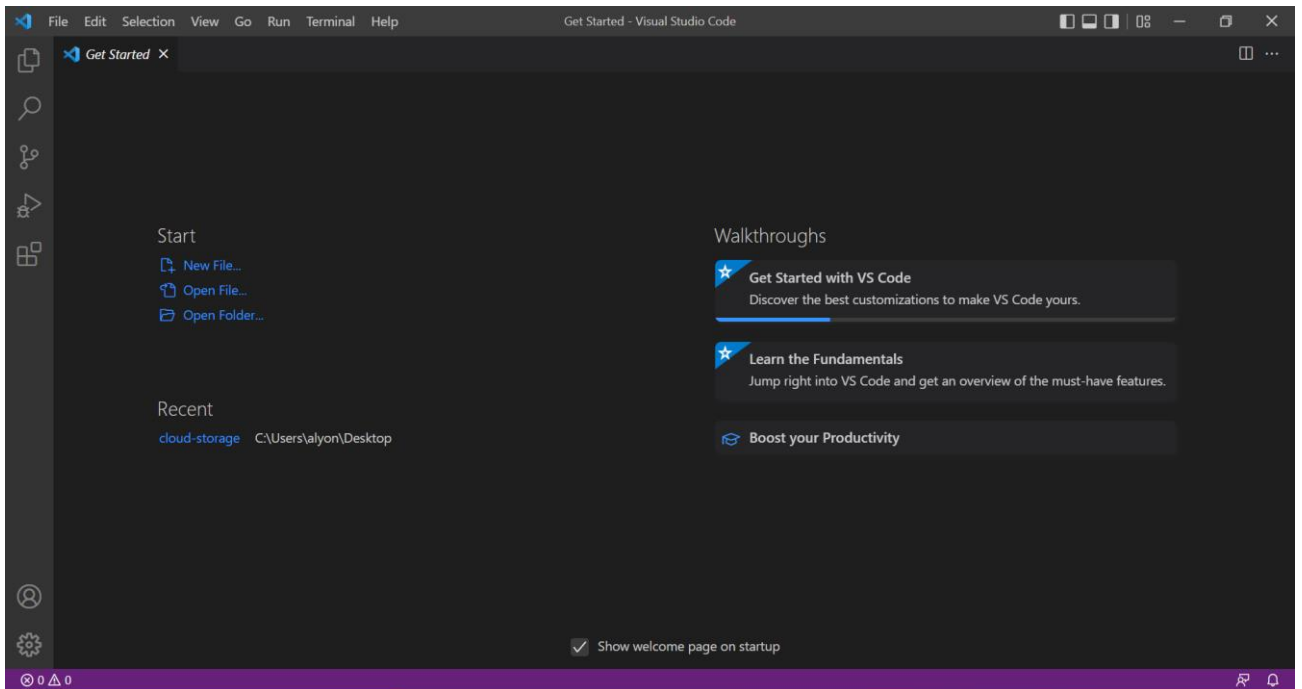 File Edit Selection View Go Run Terminal Help Get Started - Visual Studio Code
Get Started
Start
New File...
Open File...
Open Folder...
Recent
cloud-storage C:\Users\alyon\Desktop
Walkthroughs
Get Started with VS Code
Discover the best customizations to make VS Code yours.
Learn the Fundamentals
Jump right into VS Code and get an overview of the must-have features.
Boost your Productivity
Show welcome page on startup
0 0